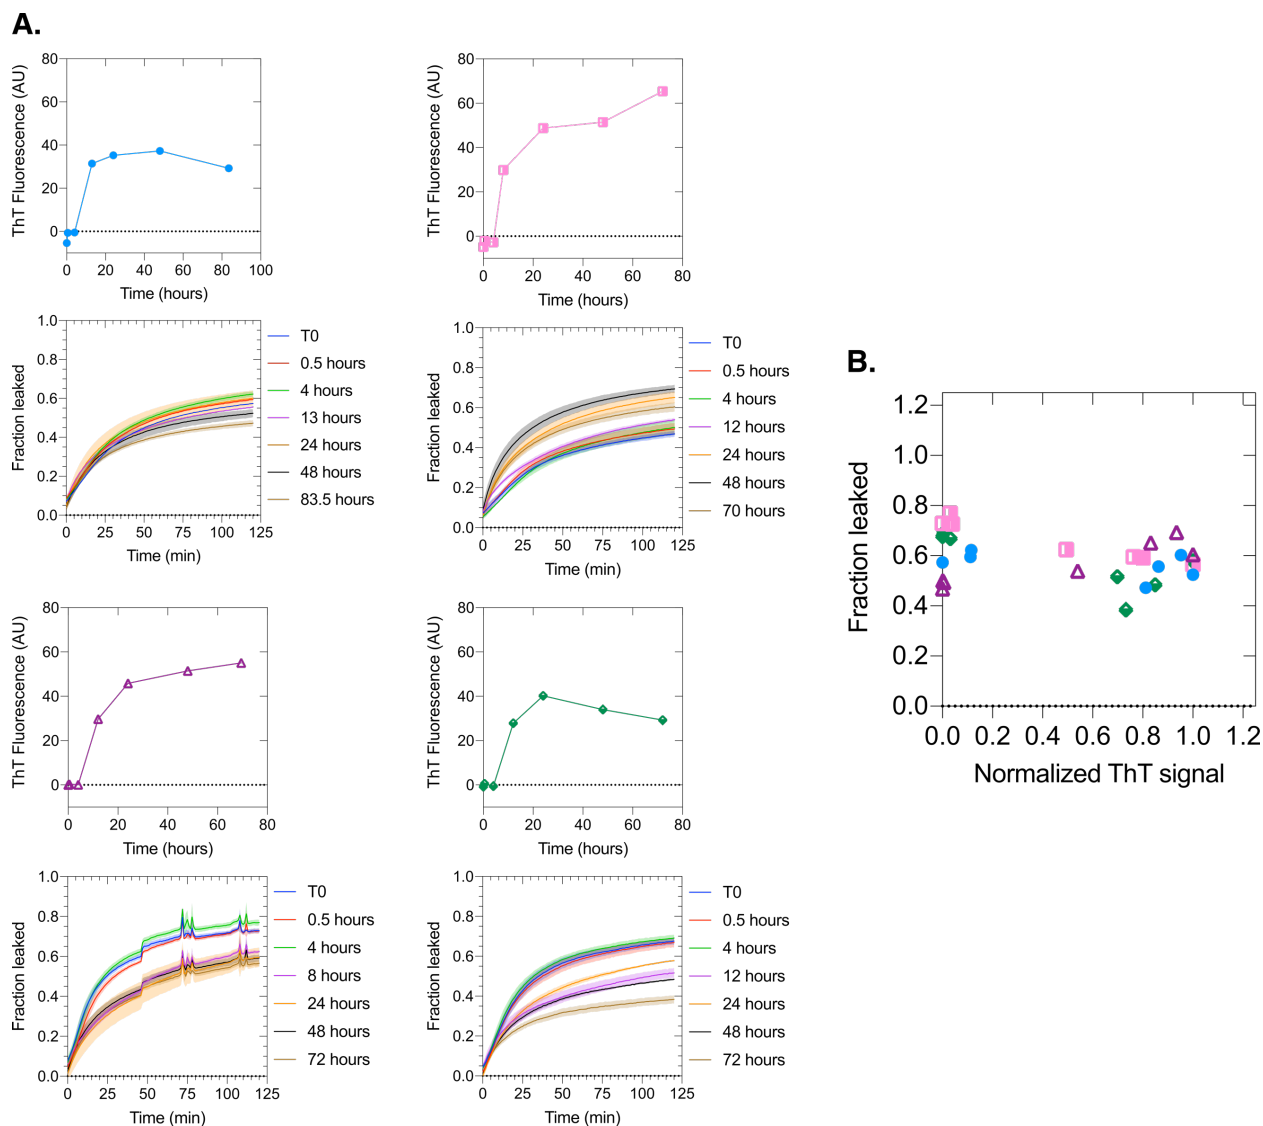 A.
80
60
40
20
0
ThT Fluorescence (AU)
0 20 40 60 80 100
Time (hours)
80
60
40
20
0
ThT Fluorescence (AU)
0 20 40 60 80
Time (hours)
1.0
0.8
0.6
0.4
0.2
0.0
Fraction leaked
0 25 50 75 100 125
Time (min)
T0
0.5 hours
4 hours
13 hours
24 hours
48 hours
83.5 hours
1.0
0.8
0.6
0.4
0.2
0.0
Fraction leaked
0 25 50 75 100 125
Time (min)
T0
0.5 hours
4 hours
12 hours
24 hours
48 hours
70 hours
80
60
40
20
0
ThT Fluorescence (AU)
0 20 40 60 80
Time (hours)
80
60
40
20
0
ThT Fluorescence (AU)
0 20 40 60 80
Time (hours)
1.0
0.8
0.6
0.4
0.2
0.0
Fraction leaked
0 25 50 75 100 125
Time (min)
T0
0.5 hours
4 hours
8 hours
24 hours
48 hours
72 hours
1.0
0.8
0.6
0.4
0.2
0.0
Fraction leaked
0 25 50 75 100 125
Time (min)
T0
0.5 hours
4 hours
12 hours
24 hours
48 hours
72 hours
B.
1.2
1.0
0.8
0.6
0.4
0.2
0.0
Fraction leaked
0.0 0.2 0.4 0.6 0.8 1.0 1.2
Normalized ThT signal